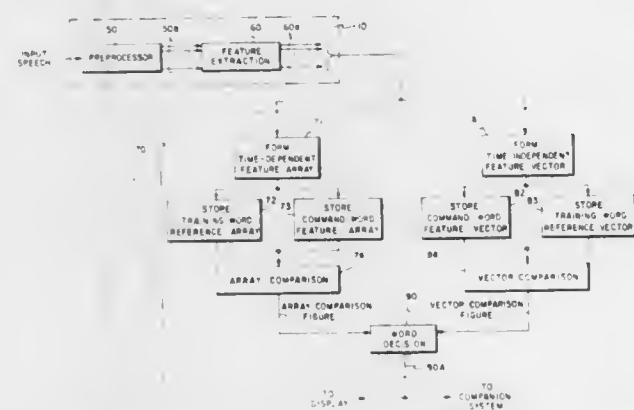 50 50a 60 60a 10
INPUT SPEECH
PREPROCESSOR
FEATURE EXTRACTION
70
FORM
TIME-DEPENDENT
FEATURE ARRAY
FORM
TIME-INDEPENDENT
FEATURE VECTOR
72 73
82 83
STORE
TRAINING WORD
REFERENCE ARRAY
STORE
COMMAND WORD
FEATURE ARRAY
STORE
COMMAND WORD
FEATURE VECTOR
STORE
TRAINING WORD
REFERENCE VECTOR
ARRAY COMPARISON
VECTOR COMPARISON
ARRAY COMPARISON
FIGURE
90
VECTOR COMPARISON
FIGURE
WORD
DECISION
90A
TO
DISPLAY
TO
COMPANION
SYSTEM